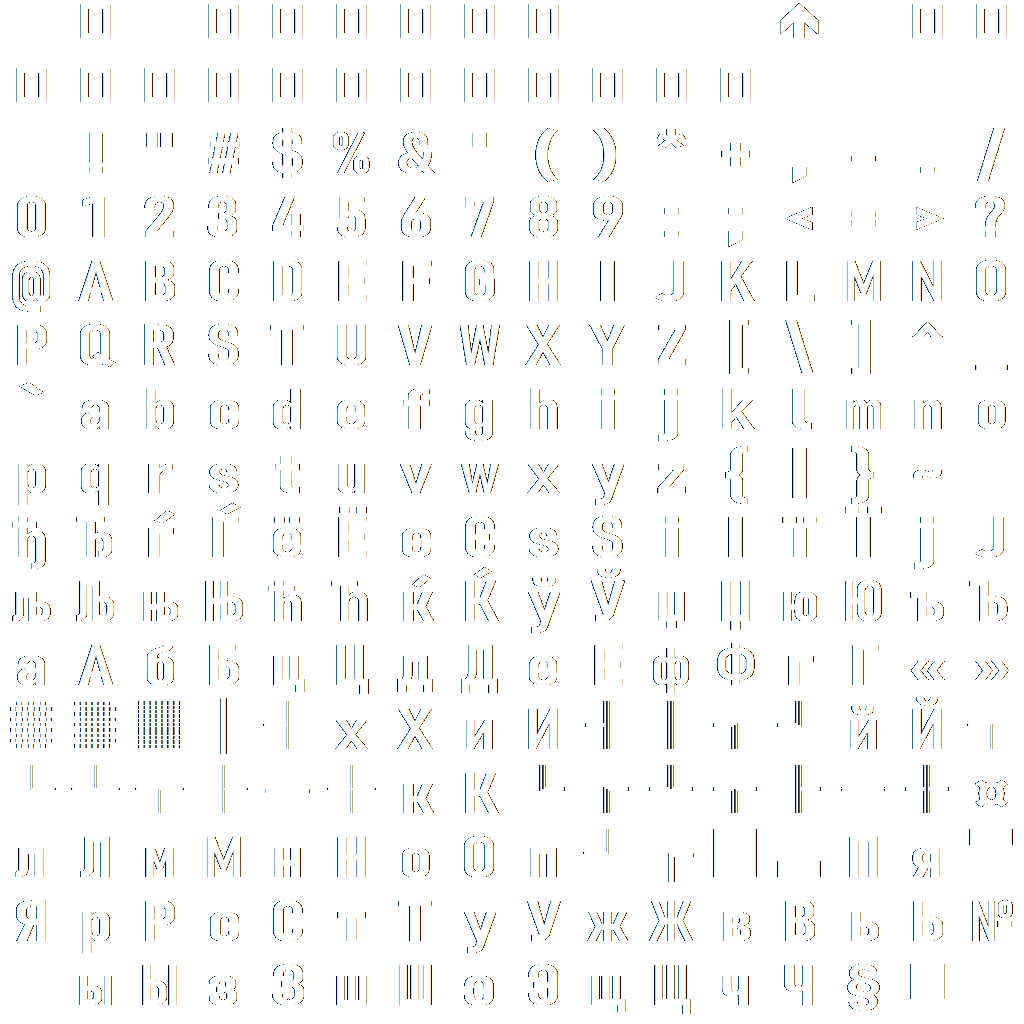 ↑
! " # $ % & ' ( ) * + , - . /
0 1 2 3 4 5 6 7 8 9 : ; < = > ?
@ A B C D E F G H I J K L M N O
P Q R S T U V W X Y Z [ \ ] ^ _
` a b c d e f g h i j k l m n o
p q r s t u v w x y z { | } ~
ђ Ђ ѓ Ѓ ё Ё є Є ѕ Ѕ і І ї Ї ј Ј
љ Љ њ Њ ћ Ћ ќ Ќ ў Ў џ Џ ю Ю ъ Ъ
а А б Б ц Ц д Д е Е ф Ф г Г « »
░ ▒ ▓ │ ┤ х Х и И ╣ ║ ╗ ╝ й Й ┐
└ ┴ ┬ ├ ─ ┼ к К ╚ ╔ ╩ ╦ ╠ ═ ╬ ¤
л Л м М н Н о О п ┘ ┌ █ ▄ П я ▀
Я р Р с С т Т у У ж Ж в В ь Ь №
ы Ы з З ш Ш э Э щ Щ ч Ч § ■